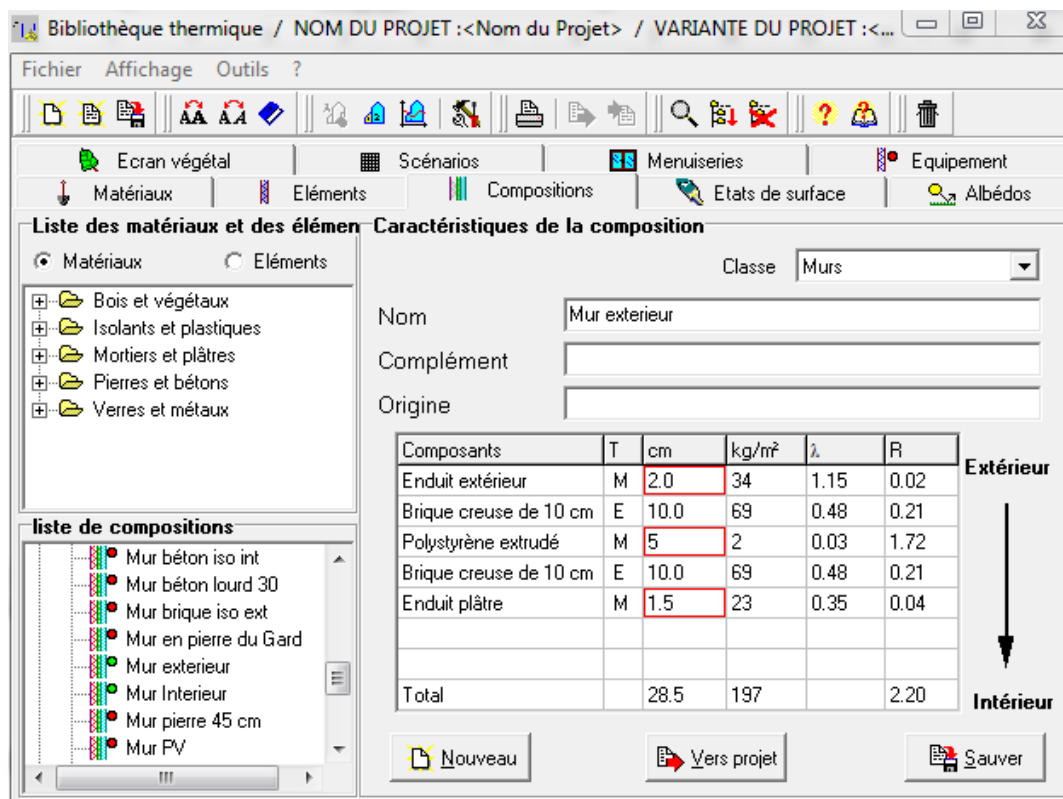 Bibliothèque thermique / NOM DU PROJET :<Nom du Projet> / VARIANTE DU PROJET :<...
Fichier Affichage Outils ?
Ecran végétal Scénarios Menuiseries Equipement
Matériaux Eléments Compositions Etats de surface Albédos
Liste des matériaux et des élémen
Matériaux Eléments
Bois et végétaux
Isolants et plastiques
Mortiers et plâtres
Pierres et bétons
Verres et métaux
liste de compositions
Mur béton iso int
Mur béton lourd 30
Mur brique iso ext
Mur en pierre du Gard
Mur exterieur
Mur Interieur
Mur pierre 45 cm
Mur PV
Caractéristiques de la composition
Classe Murs
Nom Mur exterieur
Complément
Origine
Composants T cm kg/m² λ R
Enduit extérieur M 2.0 34 1.15 0.02
Brique creuse de 10 cm E 10.0 69 0.48 0.21
Polystyrène extrudé M 5 2 0.03 1.72
Brique creuse de 10 cm E 10.0 69 0.48 0.21
Enduit plâtre M 1.5 23 0.35 0.04
Total 28.5 197 2.20
Extérieur
Intérieur
Nouveau Vers projet Sauver